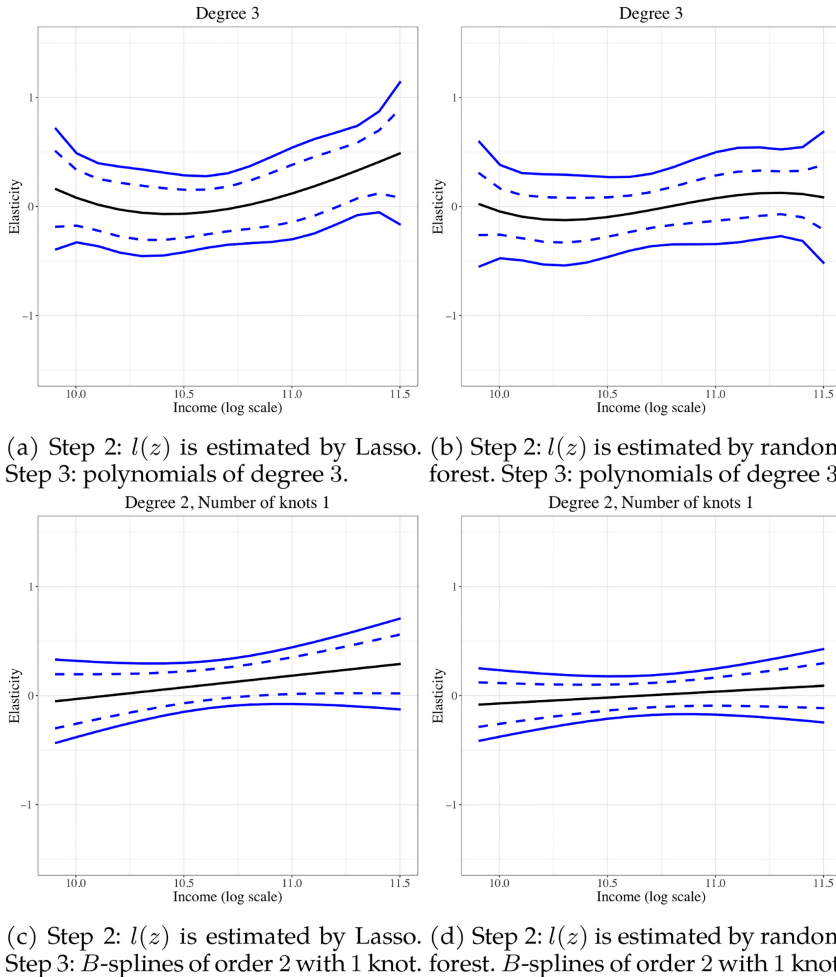 Degree 3
Degree 3
1
0
−1
Elasticity
10.0 10.5 11.0 11.5
Income (log scale)
1
0
−1
Elasticity
10.0 10.5 11.0 11.5
Income (log scale)
(a) Step 2: l(z) is estimated by Lasso.
Step 3: polynomials of degree 3.
(b) Step 2: l(z) is estimated by random
forest. Step 3: polynomials of degree 3
Degree 2, Number of knots 1
Degree 2, Number of knots 1
1
0
−1
Elasticity
10.0 10.5 11.0 11.5
Income (log scale)
1
0
−1
Elasticity
10.0 10.5 11.0 11.5
Income (log scale)
(c) Step 2: l(z) is estimated by Lasso.
Step 3: B-splines of order 2 with 1 knot.
(d) Step 2: l(z) is estimated by random
forest. B-splines of order 2 with 1 knot.